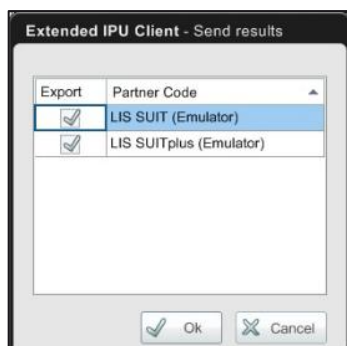 Extended IPU Client - Send results
Export Partner Code
LIS SUIT (Emulator)
LIS SUITplus (Emulator)
Ok Cancel